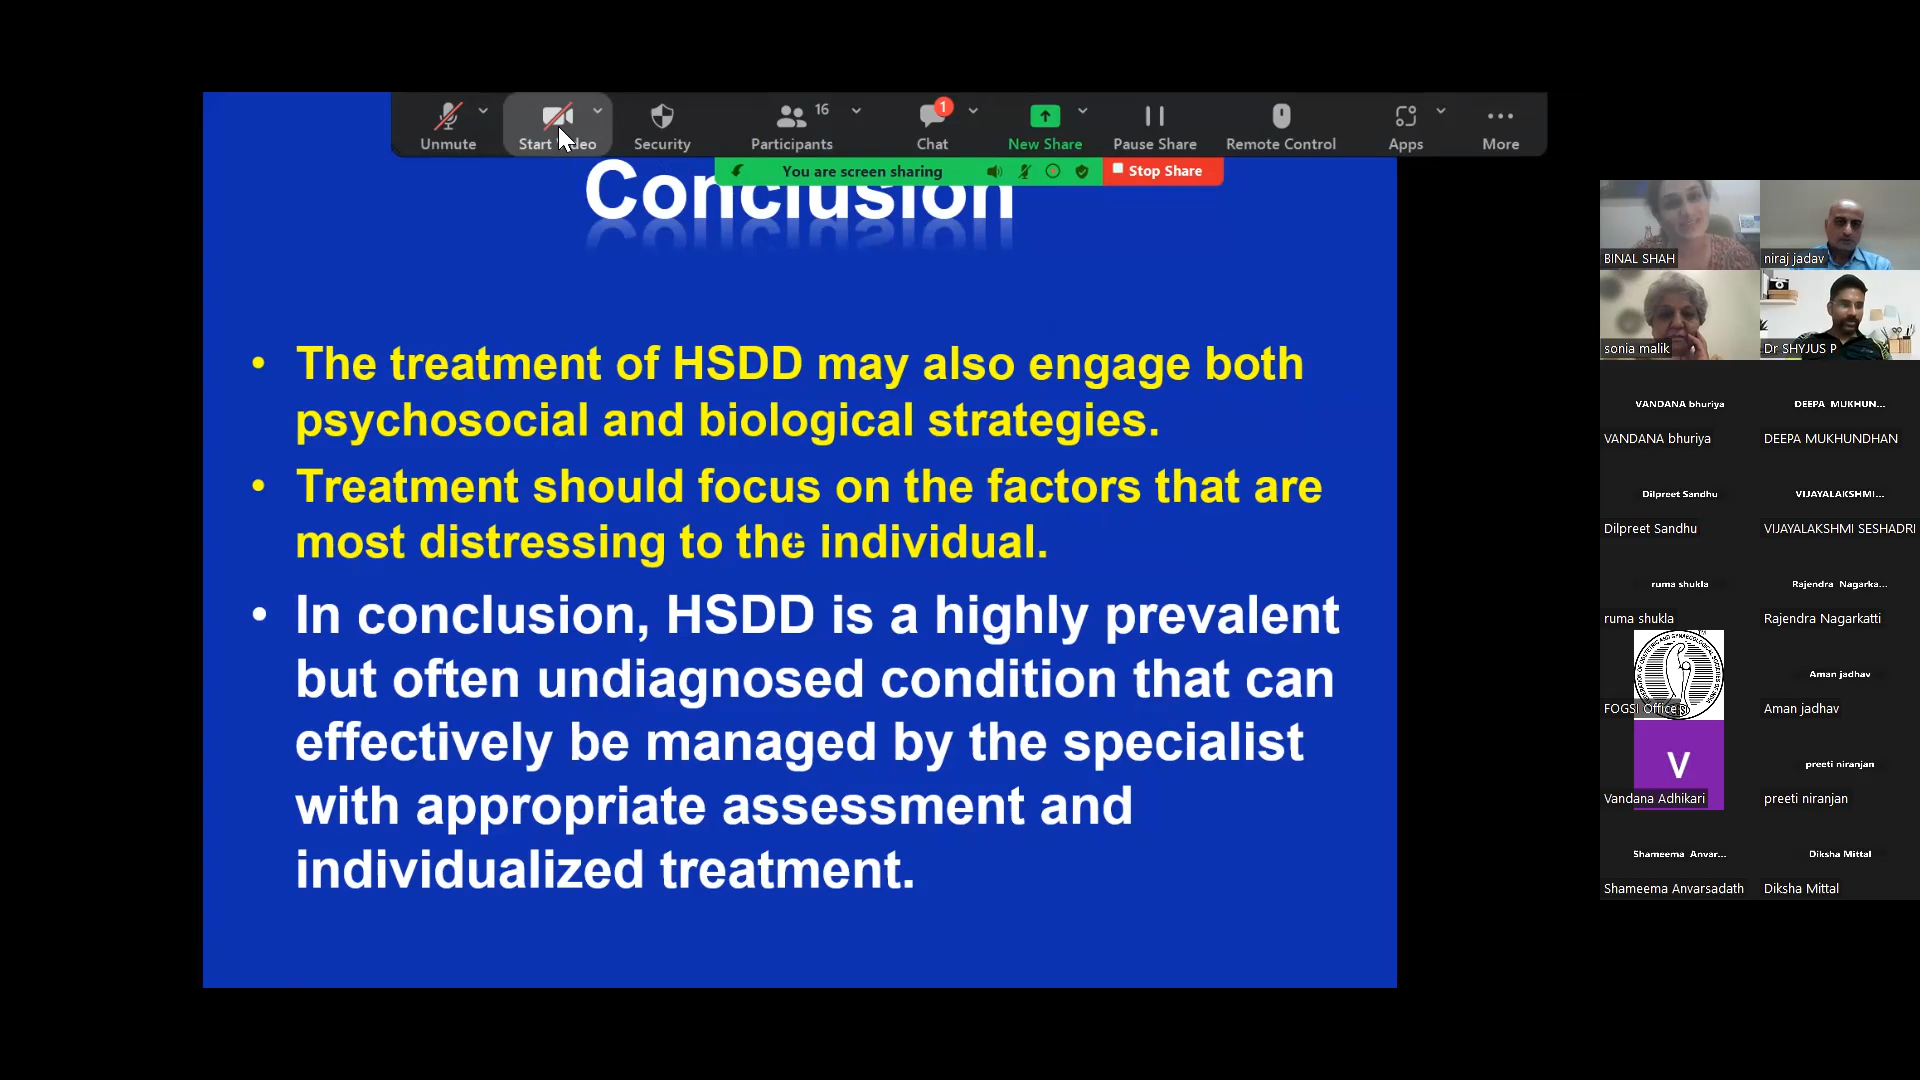 Unmute
Start Video
Security
Participants
16
Chat
1
New Share
Pause Share
Remote Control
Apps
More
You are screen sharing
Stop Share
Conclusion
• The treatment of HSDD may also engage both
psychosocial and biological strategies.
• Treatment should focus on the factors that are
most distressing to the individual.
• In conclusion, HSDD is a highly prevalent
but often undiagnosed condition that can
effectively be managed by the specialist
with appropriate assessment and
individualized treatment.
BINAL SHAH
niraj jadav
sonia malik
Dr SHYJUS P
VANDANA bhuriya
DEEPA MUKHUN...
VANDANA bhuriya
DEEPA MUKHUNDHAN
Dilpreet Sandhu
VIJAYALAKSHMI...
Dilpreet Sandhu
VIJAYALAKSHMI SESHADRI
ruma shukla
Rajendra Nagarka...
ruma shukla
Rajendra Nagarkatti
Aman jadhav
FOGSI Office
Aman jadhav
V
preeti niranjan
Vandana Adhikari
preeti niranjan
Shameema Anvar...
Diksha Mittal
Shameema Anvarsadath
Diksha Mittal